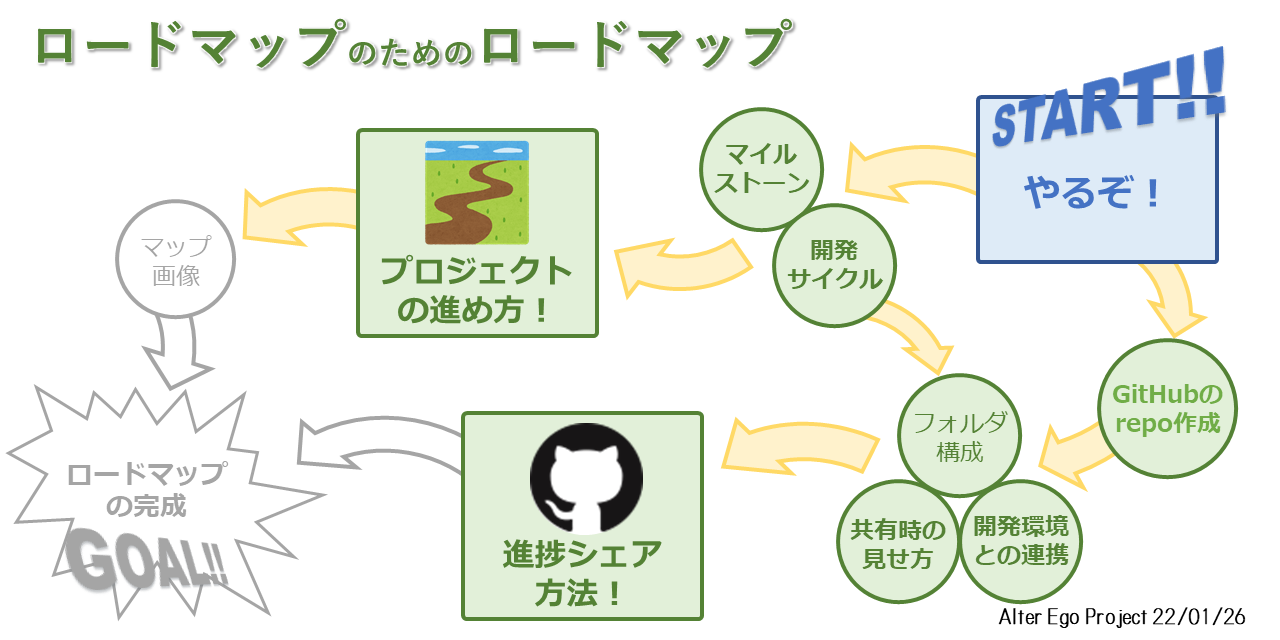 ロードマップのためのロードマップ
START!!
やるぞ！
マイル
ストーン
開発
サイクル
プロジェクト
の進め方！
マップ
画像
GitHubの
repo作成
フォルダ
構成
共有時の
見せ方
開発環境
との連携
進捗シェア
方法！
ロードマップ
の完成
GOAL!!
Alter Ego Project 22/01/26